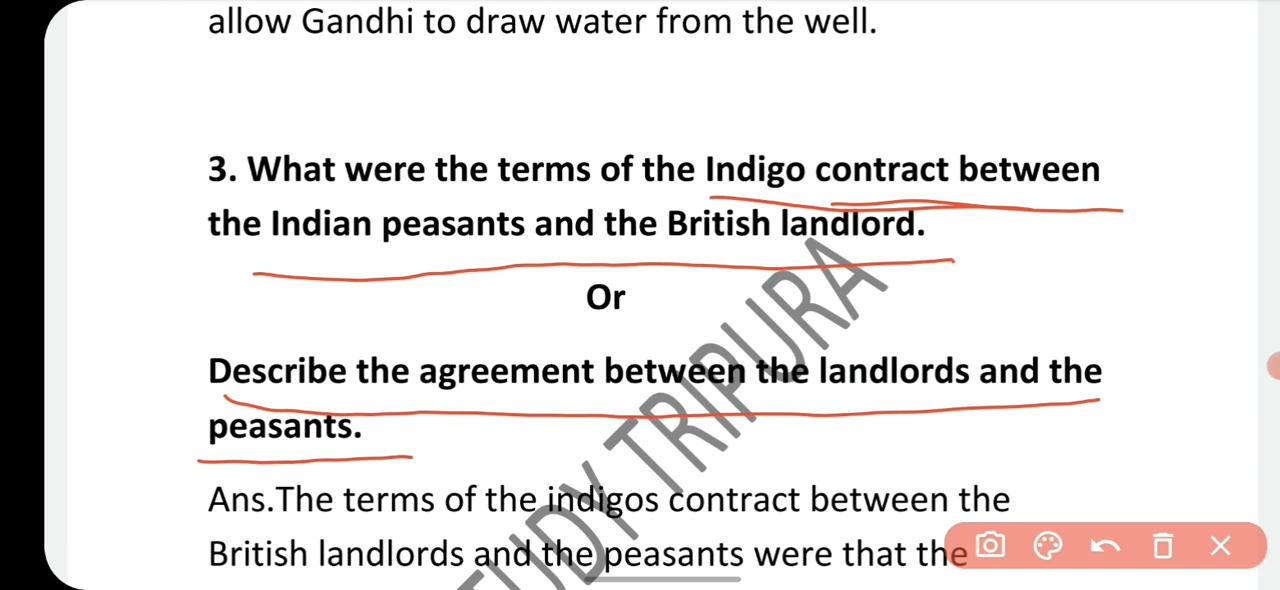 allow Gandhi to draw water from the well.
3. What were the terms of the Indigo contract between
the Indian peasants and the British landlord.
Or
Describe the agreement between the landlords and the
peasants.
Ans.The terms of the indigos contract between the
British landlords and the peasants were that the
TUDY TRIPURA